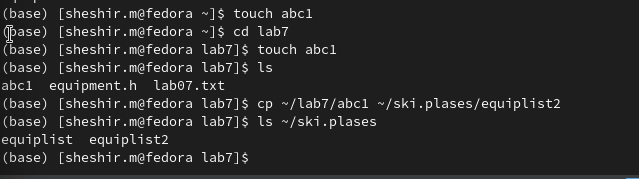 (base) [sheshir.m@fedora ~]$ touch abc1
(base) [sheshir.m@fedora ~]$ cd lab7
(base) [sheshir.m@fedora lab7]$ touch abc1
(base) [sheshir.m@fedora lab7]$ ls
abc1  equipment.h  lab07.txt
(base) [sheshir.m@fedora lab7]$ cp ~/lab7/abc1 ~/ski.plases/equiplist2
(base) [sheshir.m@fedora lab7]$ ls ~/ski.plases
equiplist  equiplist2
(base) [sheshir.m@fedora lab7]$